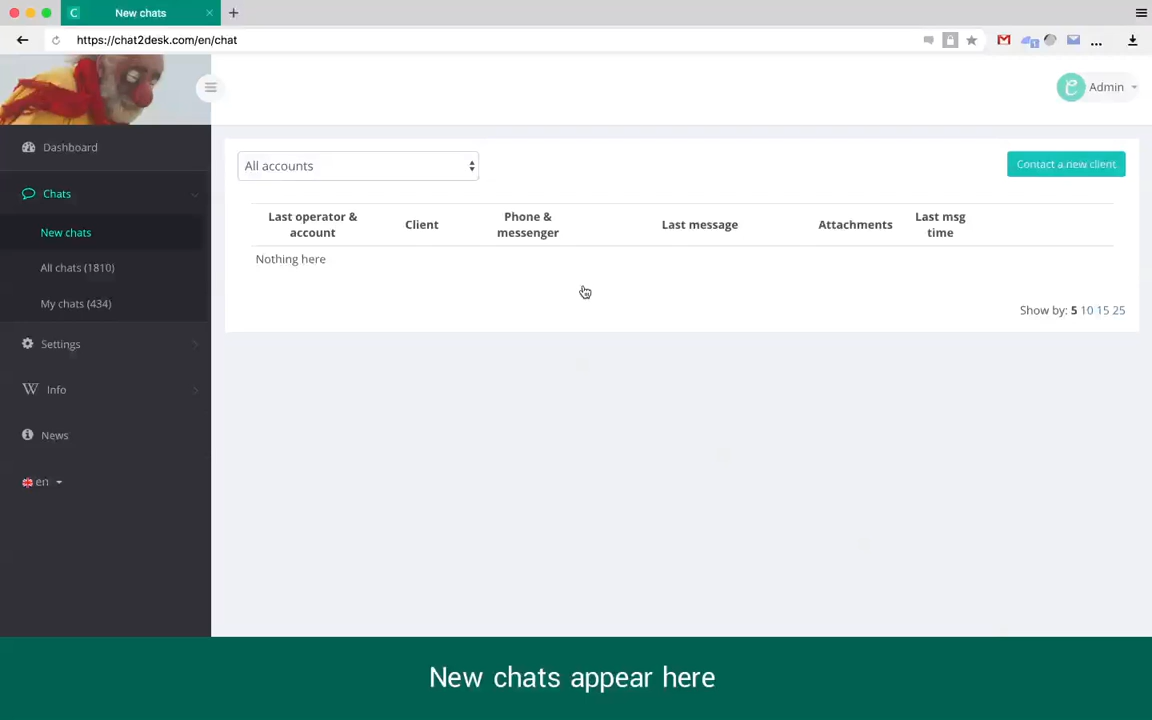 New chats
https://chat2desk.com/en/chat
Admin
Dashboard
Chats
New chats
All chats (1810)
My chats (434)
Settings
Info
News
en
All accounts
Contact a new client
Last operator & account
Client
Phone & messenger
Last message
Attachments
Last msg time
Nothing here
Show by: 5 10 15 25
New chats appear here